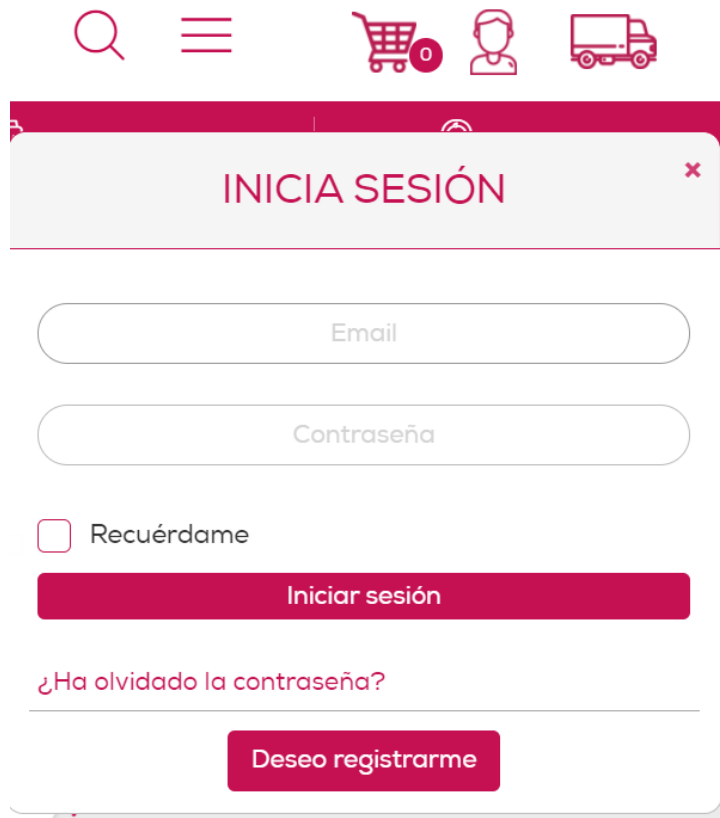 0
INICIA SESIÓN
×
Email
Contraseña
Recuérdame
Iniciar sesión
¿Ha olvidado la contraseña?
Deseo registrarme